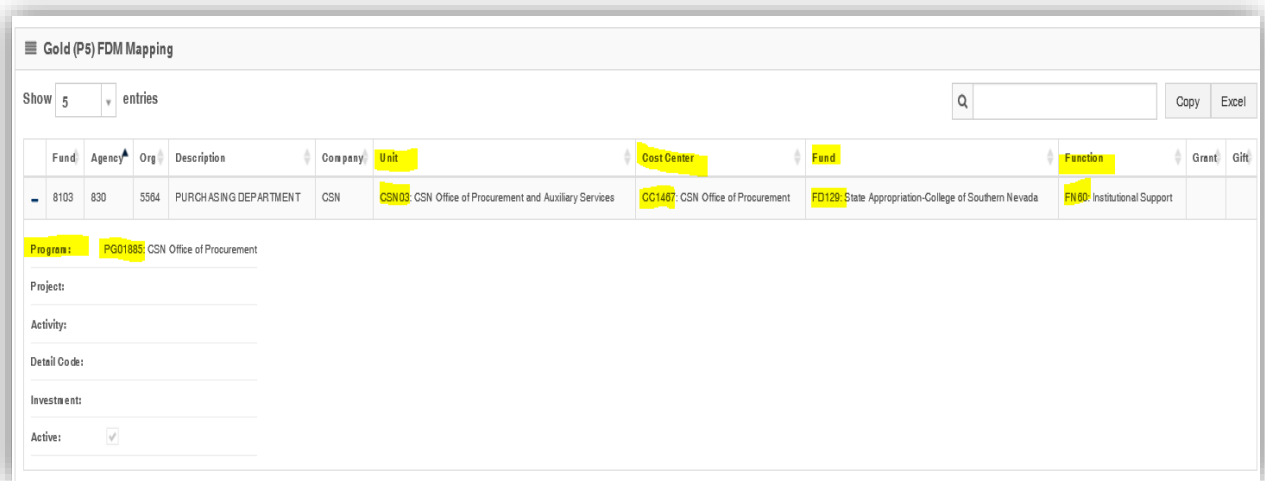 Gold (P5) FDM Mapping
Show 5 entries Copy Excel
Fund Agency Org Description Company Unit Cost Center Fund Function Grant Gift
8103 830 5564 PURCHASING DEPARTMENT CSN CSN03: CSN Office of Procurement and Auxiliary Services CC1467: CSN Office of Procurement FD129: State Appropriation-College of Southern Nevada FN60: Institutional Support
Program: PG01885: CSN Office of Procurement
Project:
Activity:
Detail Code:
Investment:
Active: